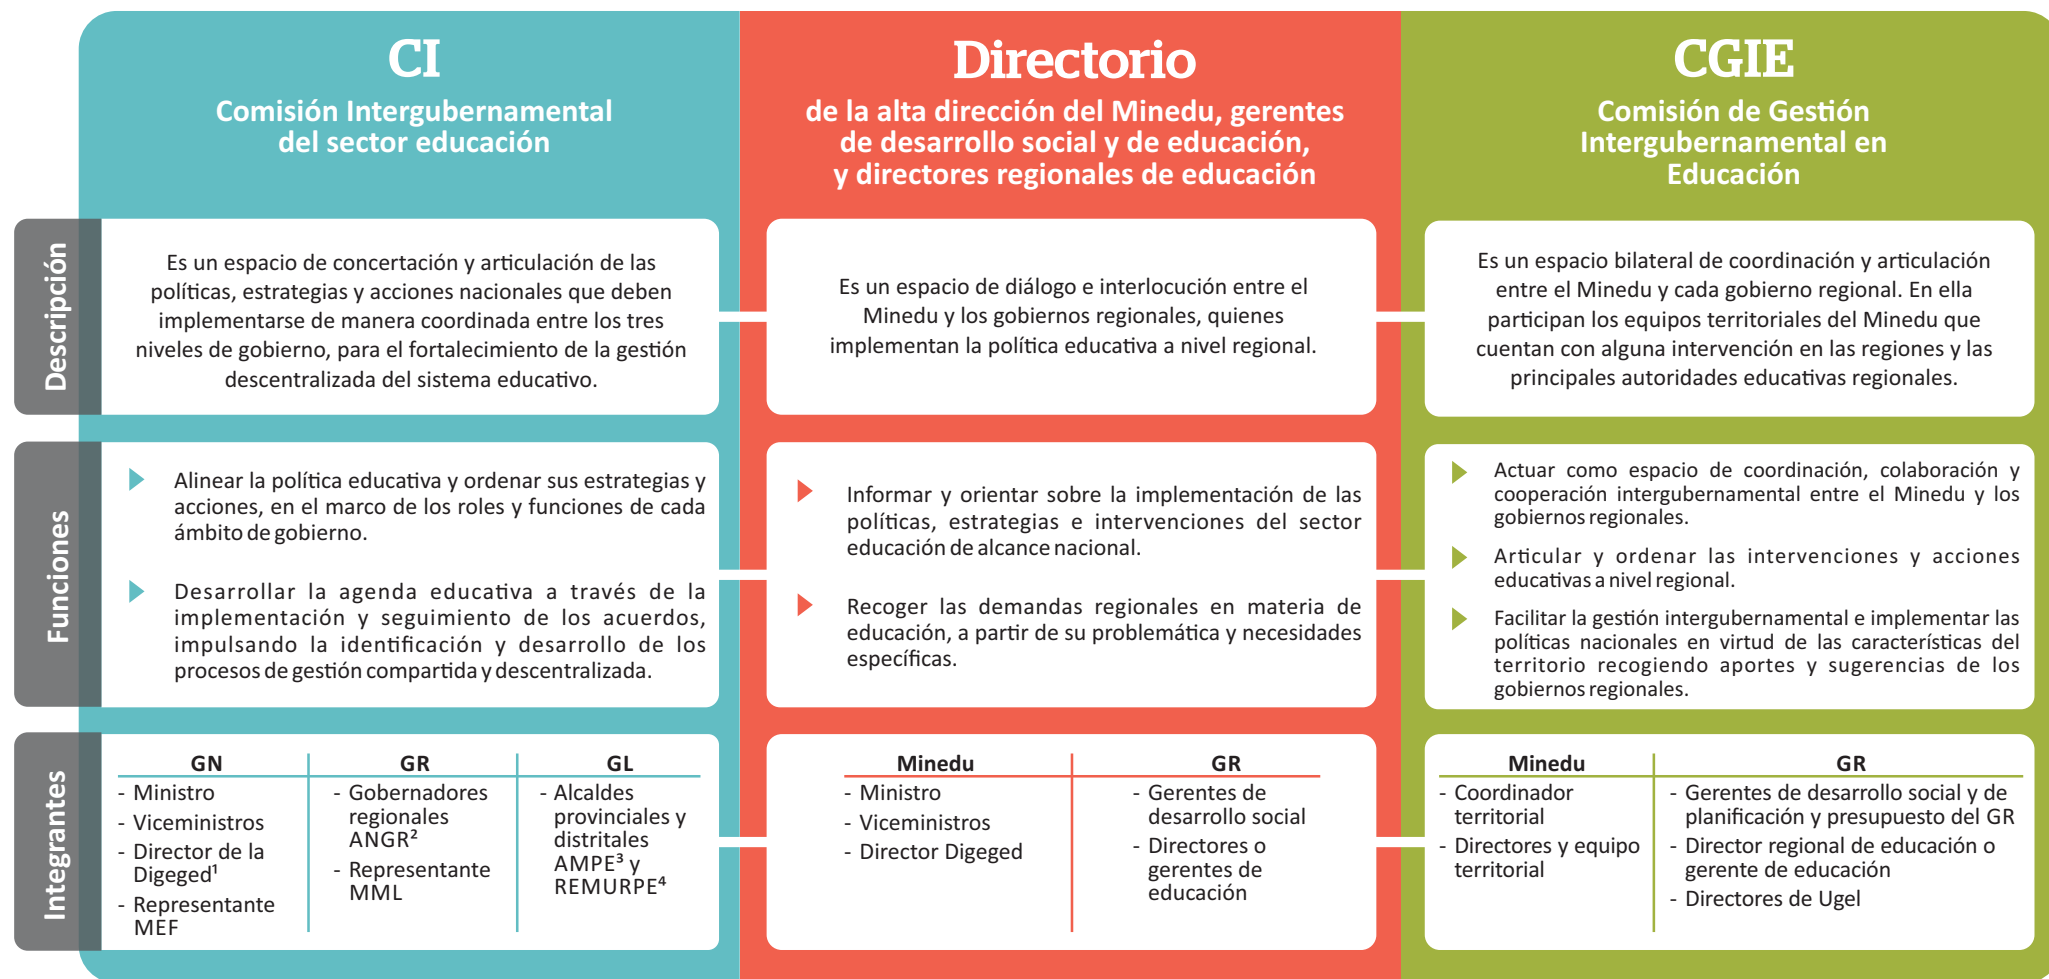 CI
Comisión Intergubernamental
del sector educación
Directorio
de la alta dirección del Minedu, gerentes
de desarrollo social y de educación,
y directores regionales de educación
CGIE
Comisión de Gestión
Intergubernamental en
Educación
Descripción
Es un espacio de concertación y articulación de las
políticas, estrategias y acciones nacionales que deben
implementarse de manera coordinada entre los tres
niveles de gobierno, para el fortalecimiento de la gestión
descentralizada del sistema educativo.
Es un espacio de diálogo e interlocución entre el
Minedu y los gobiernos regionales, quienes
implementan la política educativa a nivel regional.
Es un espacio bilateral de coordinación y articulación
entre el Minedu y cada gobierno regional. En ella
participan los equipos territoriales del Minedu que
cuentan con alguna intervención en las regiones y las
principales autoridades educativas regionales.
Funciones
Alinear la política educativa y ordenar sus estrategias y
acciones, en el marco de los roles y funciones de cada
ámbito de gobierno.
Desarrollar la agenda educativa a través de la
implementación y seguimiento de los acuerdos,
impulsando la identificación y desarrollo de los
procesos de gestión compartida y descentralizada.
Informar y orientar sobre la implementación de las
políticas, estrategias e intervenciones del sector
educación de alcance nacional.
Recoger las demandas regionales en materia de
educación, a partir de su problemática y necesidades
específicas.
Actuar como espacio de coordinación, colaboración y
cooperación intergubernamental entre el Minedu y los
gobiernos regionales.
Articular y ordenar las intervenciones y acciones
educativas a nivel regional.
Facilitar la gestión intergubernamental e implementar las
políticas nacionales en virtud de las características del
territorio recogiendo aportes y sugerencias de los
gobiernos regionales.
Integrantes
GN
- Ministro
- Viceministros
- Director de la
Digeged¹
- Representante
MEF
GR
- Gobernadores
regionales
ANGR²
- Representante
MML
GL
- Alcaldes
provinciales y
distritales
AMPE³ y
REMURPE⁴
Minedu
- Ministro
- Viceministros
- Director Digeged
GR
- Gerentes de
desarrollo social
- Directores o
gerentes de
educación
Minedu
- Coordinador
territorial
- Directores y equipo
territorial
GR
- Gerentes de desarrollo social y de
planificación y presupuesto del GR
- Director regional de educación o
gerente de educación
- Directores de Ugel